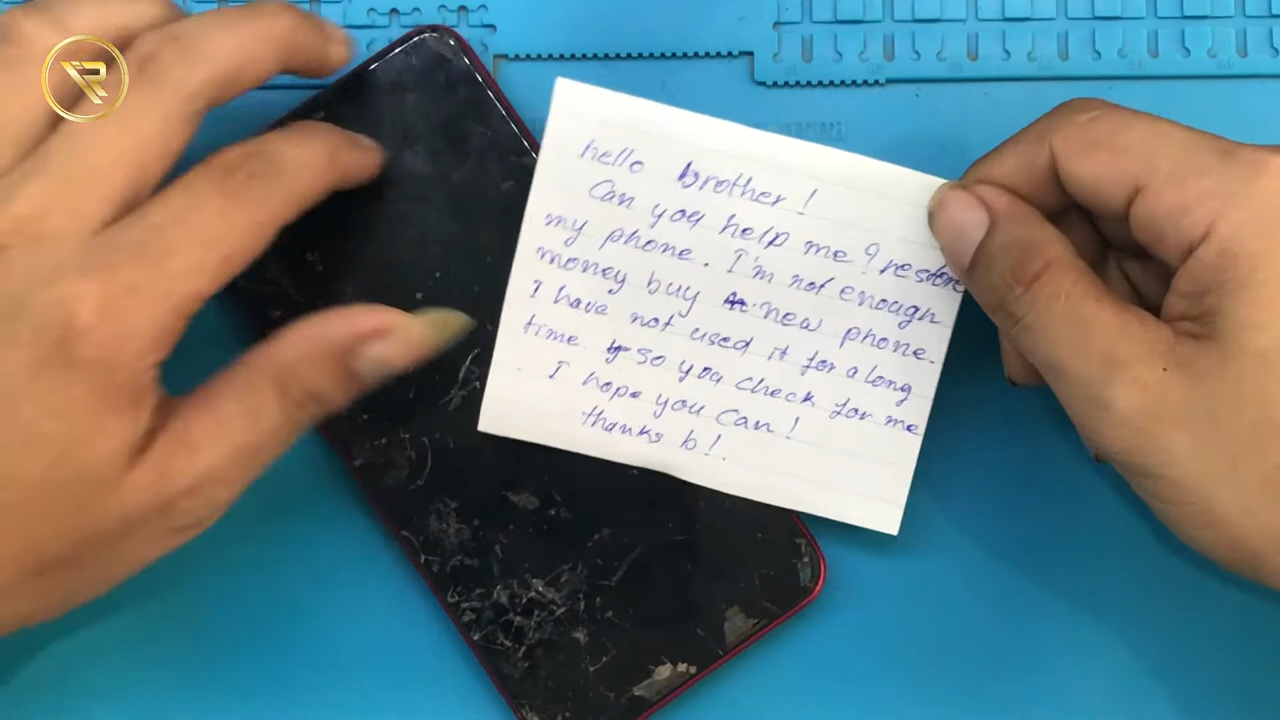 hello brother!
Can you help me? restore
my phone. I'm not enough
money buy new phone.
I have not used it for a long
time so you check for me
I hope you can!
thanks b!.